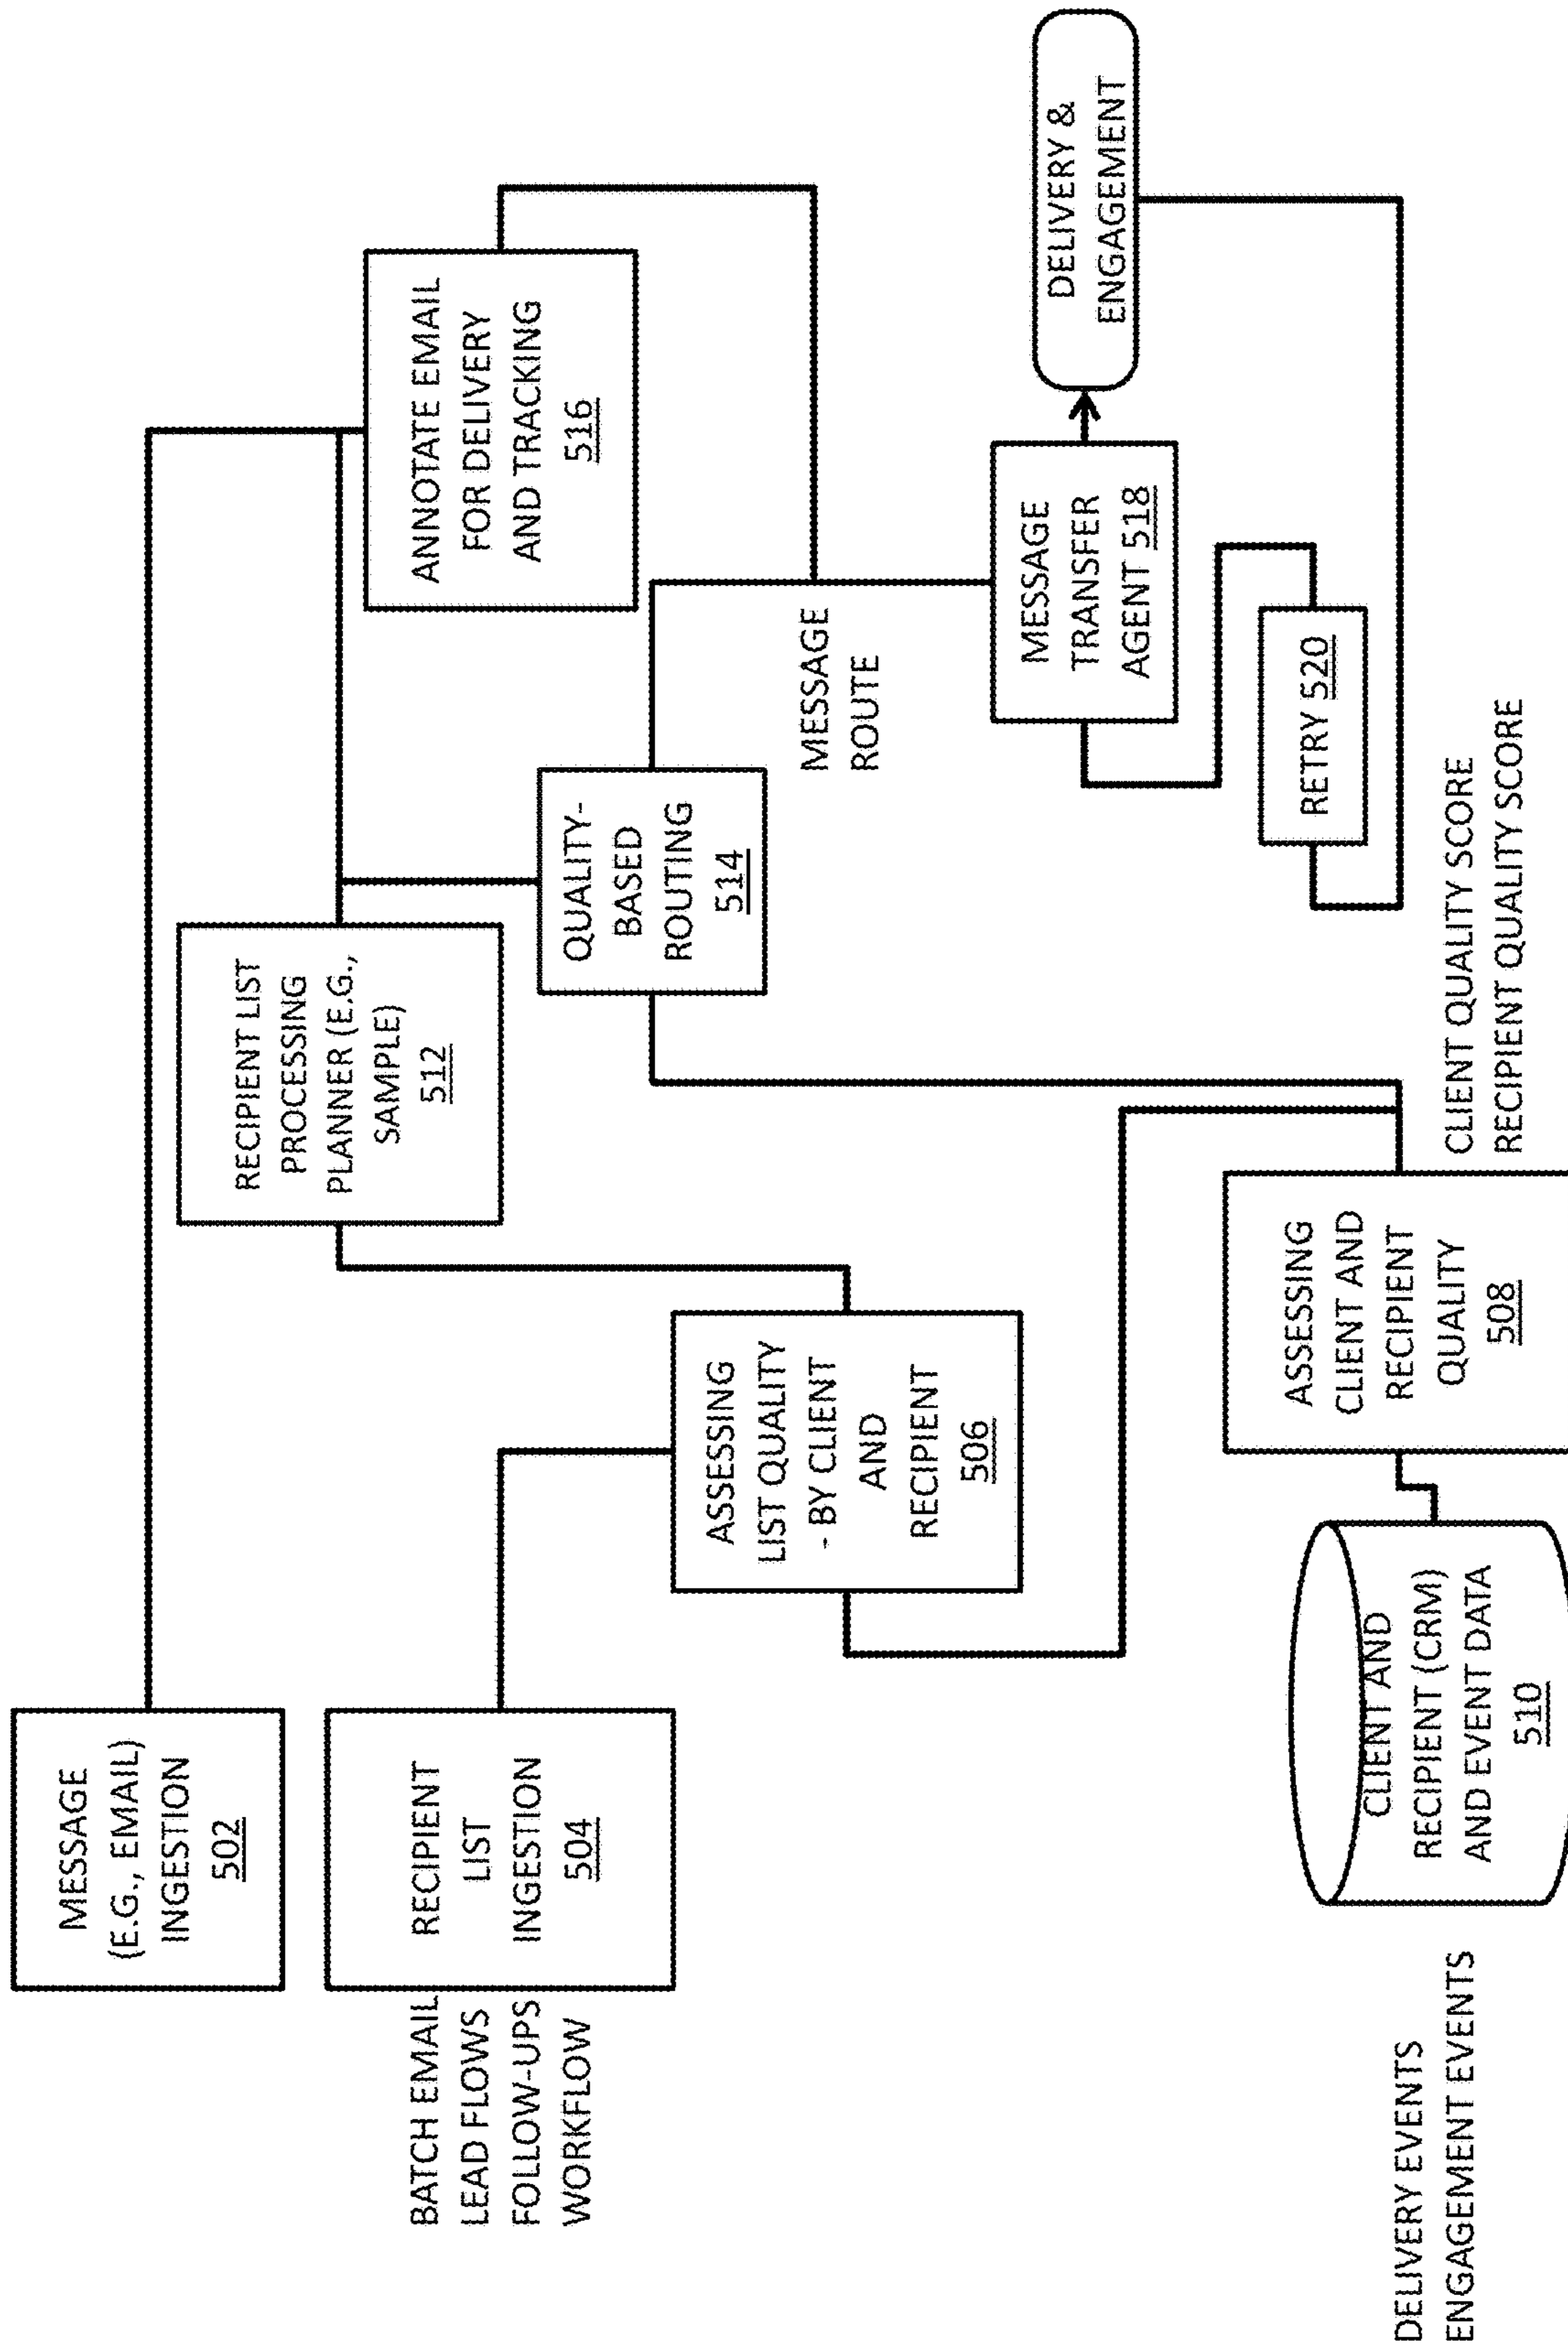 MESSAGE
(E.G., EMAIL)
INGESTION
502
BATCH EMAIL
LEAD FLOWS
FOLLOW-UPS
WORKFLOW
RECIPIENT
LIST
INGESTION
504
ASSESSING
LIST QUALITY
- BY CLIENT
AND
RECIPIENT
506
RECIPIENT LIST
PROCESSING
PLANNER (E.G.,
SAMPLE)
512
QUALITY-
BASED
ROUTING
514
ANNOTATE EMAIL
FOR DELIVERY
AND TRACKING
516
MESSAGE
ROUTE
MESSAGE
TRANSFER
AGENT 518
DELIVERY &
ENGAGEMENT
RETRY 520
DELIVERY EVENTS
ENGAGEMENT EVENTS
CLIENT AND
RECIPIENT (CRM)
AND EVENT DATA
510
ASSESSING
CLIENT AND
RECIPIENT
QUALITY
508
CLIENT QUALITY SCORE
RECIPIENT QUALITY SCORE